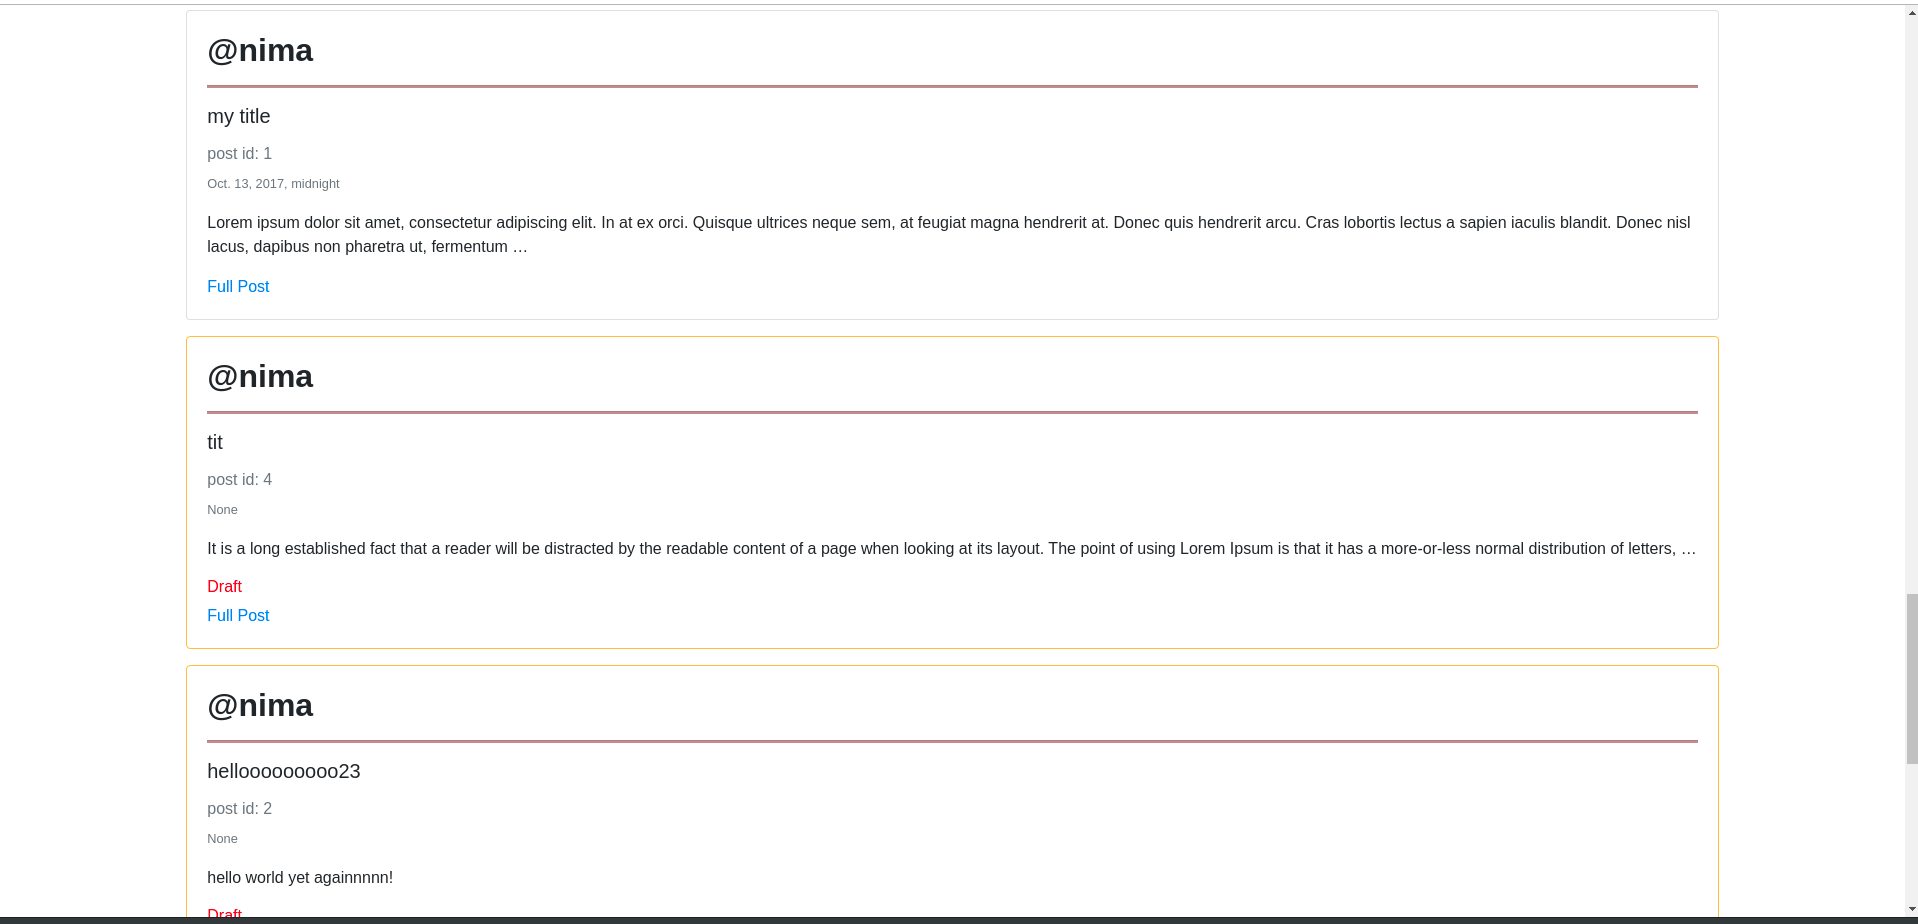 @nima
my title
post id: 1
Oct. 13, 2017, midnight
Lorem ipsum dolor sit amet, consectetur adipiscing elit. In at ex orci. Quisque ultrices neque sem, at feugiat magna hendrerit at. Donec quis hendrerit arcu. Cras lobortis lectus a sapien iaculis blandit. Donec nisl
lacus, dapibus non pharetra ut, fermentum …
Full Post
@nima
tit
post id: 4
None
It is a long established fact that a reader will be distracted by the readable content of a page when looking at its layout. The point of using Lorem Ipsum is that it has a more-or-less normal distribution of letters, …
Draft
Full Post
@nima
hellooooooooo23
post id: 2
None
hello world yet againnnnn!
Draft